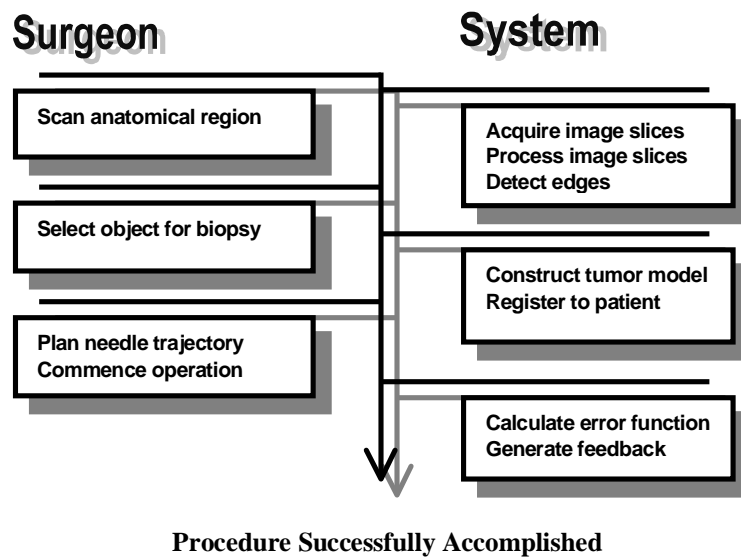 Surgeon
System
Scan anatomical region
Acquire image slices
Process image slices
Detect edges
Select object for biopsy
Construct tumor model
Register to patient
Plan needle trajectory
Commence operation
Calculate error function
Generate feedback
Procedure Successfully Accomplished